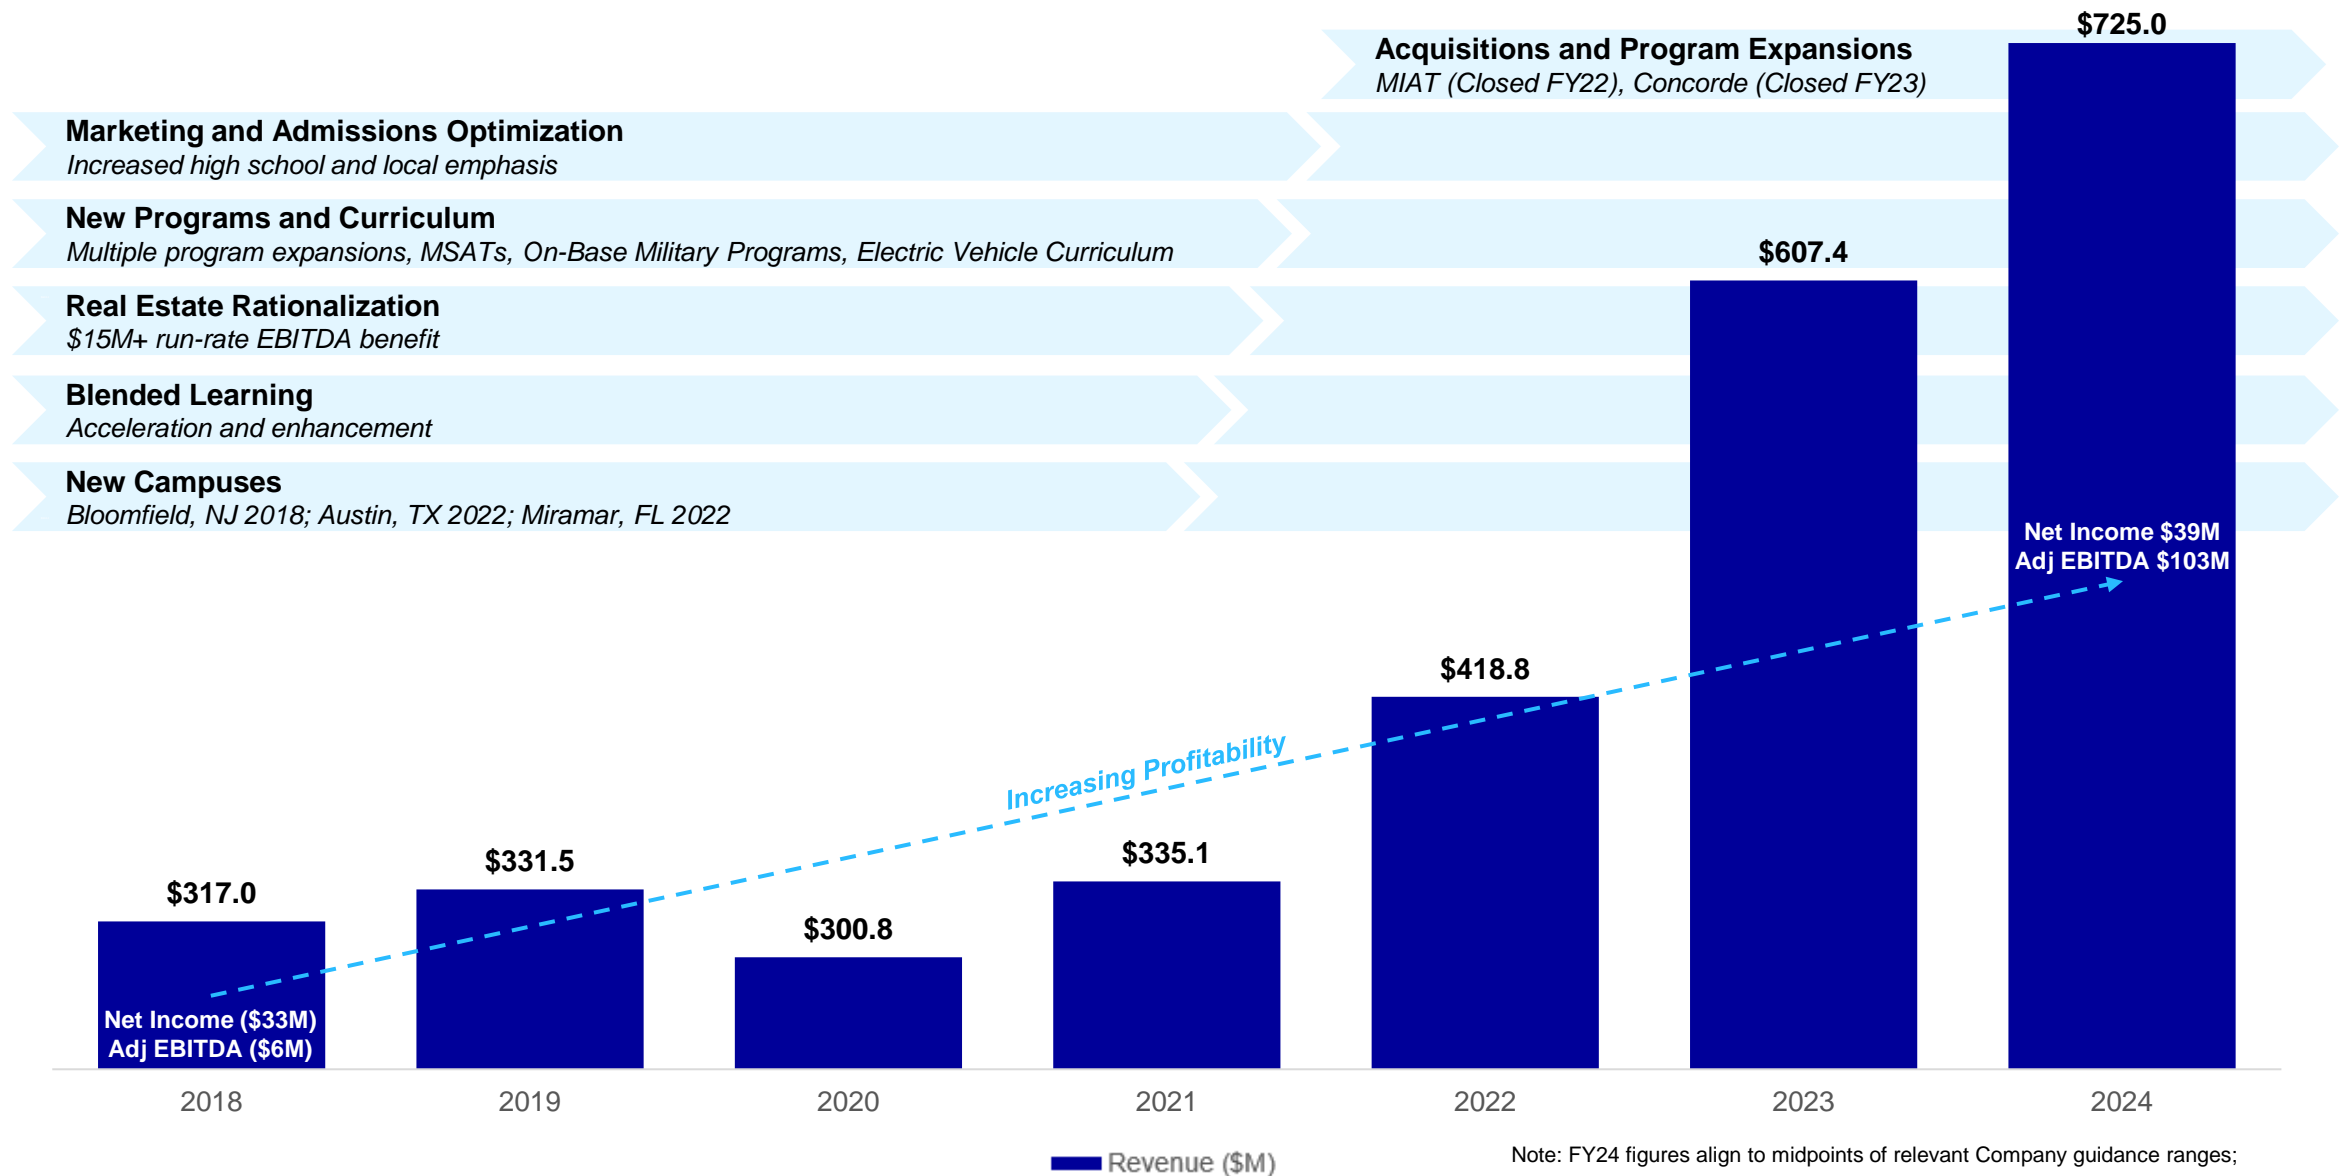 $725.0
Acquisitions and Program Expansions
MIAT (Closed FY22), Concorde (Closed FY23)
Marketing and Admissions Optimization
Increased high school and local emphasis
New Programs and Curriculum
Multiple program expansions, MSATs, On-Base Military Programs, Electric Vehicle Curriculum
$607.4
Real Estate Rationalization
$15M+ run-rate EBITDA benefit
Blended Learning
Acceleration and enhancement
New Campuses
Bloomfield, NJ 2018; Austin, TX 2022; Miramar, FL 2022
Net Income $39M
Adj EBITDA $103M
$418.8
Increasing Profitability
$335.1
$331.5
$317.0
$300.8
Net Income ($33M)
Adj EBITDA ($6M)
2018 2019 2020 2021 2022 2023 2024
Revenue ($M)
Note: FY24 figures align to midpoints of relevant Company guidance ranges;